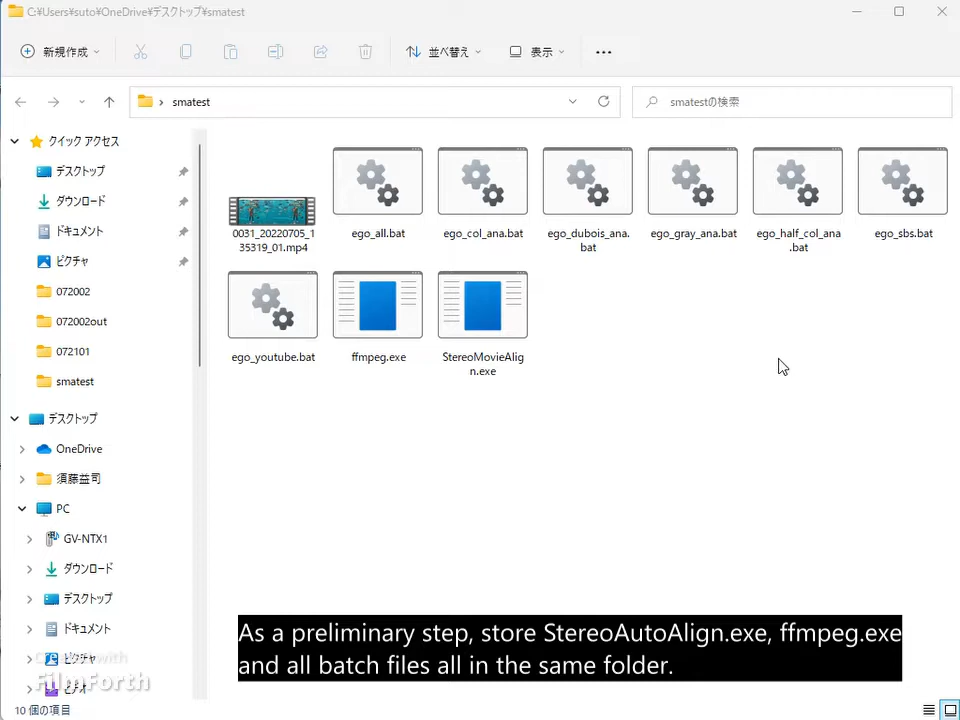 C:¥Users¥suto¥OneDrive¥デスクトップ¥smatest
新規作成
並べ替え
表示
smatest
smatestの検索
クイック アクセス
デスクトップ
ダウンロード
ドキュメント
ピクチャ
072002
072002out
072101
smatest
デスクトップ
OneDrive
須藤益司
PC
GV-NTX1
ダウンロード
デスクトップ
ドキュメント
ピクチャ
ビデオ
0031_20220705_1
35319_01.mp4
ego_all.bat
ego_col_ana.bat
ego_dubois_ana.
bat
ego_gray_ana.bat
ego_half_col_ana
.bat
ego_sbs.bat
ego_youtube.bat
ffmpeg.exe
StereoMovieAlig
n.exe
As a preliminary step, store StereoAutoAlign.exe, ffmpeg.exe
and all batch files all in the same folder.
Created with
FilmForth
10 個の項目